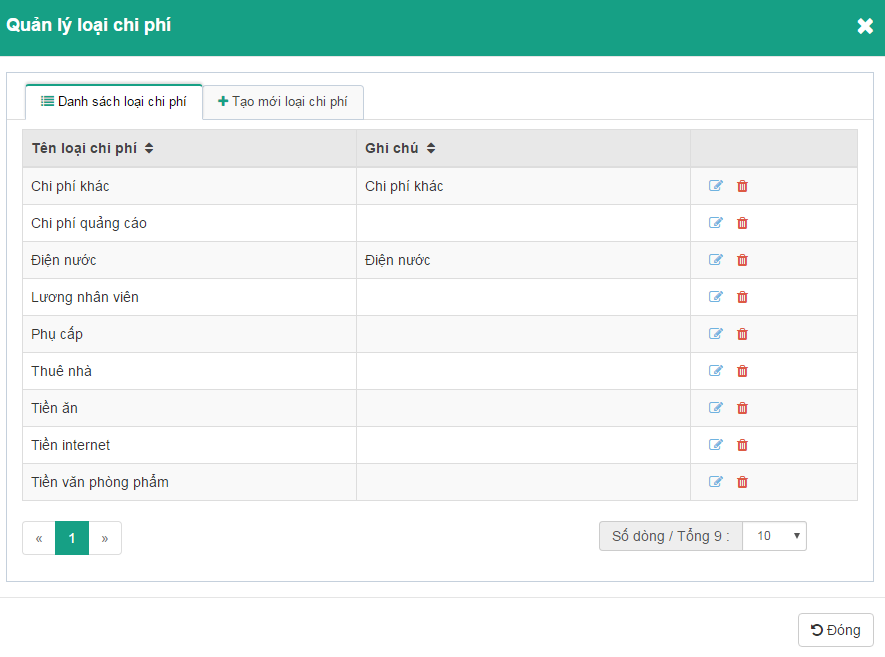 Quản lý loại chi phí
Danh sách loại chi phí
Tạo mới loại chi phí
Tên loại chi phí Ghi chú
Chi phí khác Chi phí khác
Chi phí quảng cáo
Điện nước Điện nước
Lương nhân viên
Phụ cấp
Thuê nhà
Tiền ăn
Tiền internet
Tiền văn phòng phẩm
« 1 »
Số dòng / Tổng 9 : 10
Đóng